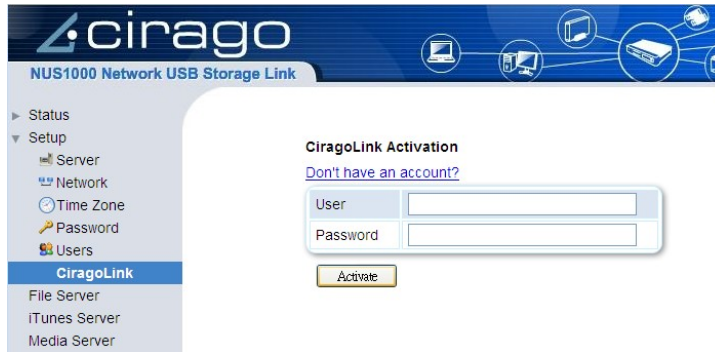 cirago
NUS1000 Network USB Storage Link
Status
Setup
Server
Network
Time Zone
Password
Users
CiragoLink
File Server
iTunes Server
Media Server
CiragoLink Activation
Don't have an account?
User
Password
Activate